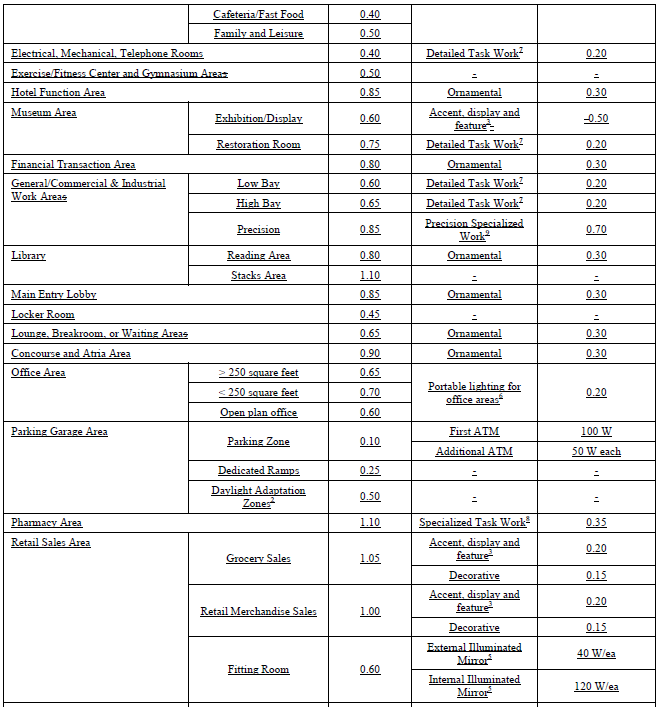 Cafeteria/Fast Food 0.40
Family and Leisure 0.50
Electrical, Mechanical, Telephone Rooms 0.40 Detailed Task Work7 0.20
Exercise/Fitness Center and Gymnasium Areas 0.50 - -
Hotel Function Area 0.85 Ornamental 0.30
Museum Area Exhibition/Display 0.60 Accent, display and
feature3- -0.50
Restoration Room 0.75 Detailed Task Work7 0.20
Financial Transaction Area 0.80 Ornamental 0.30
General/Commercial & Industrial
Work Areas Low Bay 0.60 Detailed Task Work7 0.20
High Bay 0.65 Detailed Task Work7 0.20
Precision 0.85 Precision Specialized
Work9 0.70
Library Reading Area 0.80 Ornamental 0.30
Stacks Area 1.10 - -
Main Entry Lobby 0.85 Ornamental 0.30
Locker Room 0.45 - -
Lounge, Breakroom, or Waiting Areas 0.65 Ornamental 0.30
Concourse and Atria Area 0.90 Ornamental 0.30
Office Area > 250 square feet 0.65 Portable lighting for
office areas6 0.20
< 250 square feet 0.70
Open plan office 0.60
Parking Garage Area Parking Zone 0.10 First ATM 100 W
Additional ATM 50 W each
Dedicated Ramps 0.25 - -
Daylight Adaptation
Zones2 0.50 - -
Pharmacy Area 1.10 Specialized Task Work8 0.35
Retail Sales Area Grocery Sales 1.05 Accent, display and
feature3 0.20
Decorative 0.15
Retail Merchandise Sales 1.00 Accent, display and
feature3 0.20
Decorative 0.15
Fitting Room 0.60 External Illuminated
Mirror5 40 W/ea
Internal Illuminated
Mirror5 120 W/ea